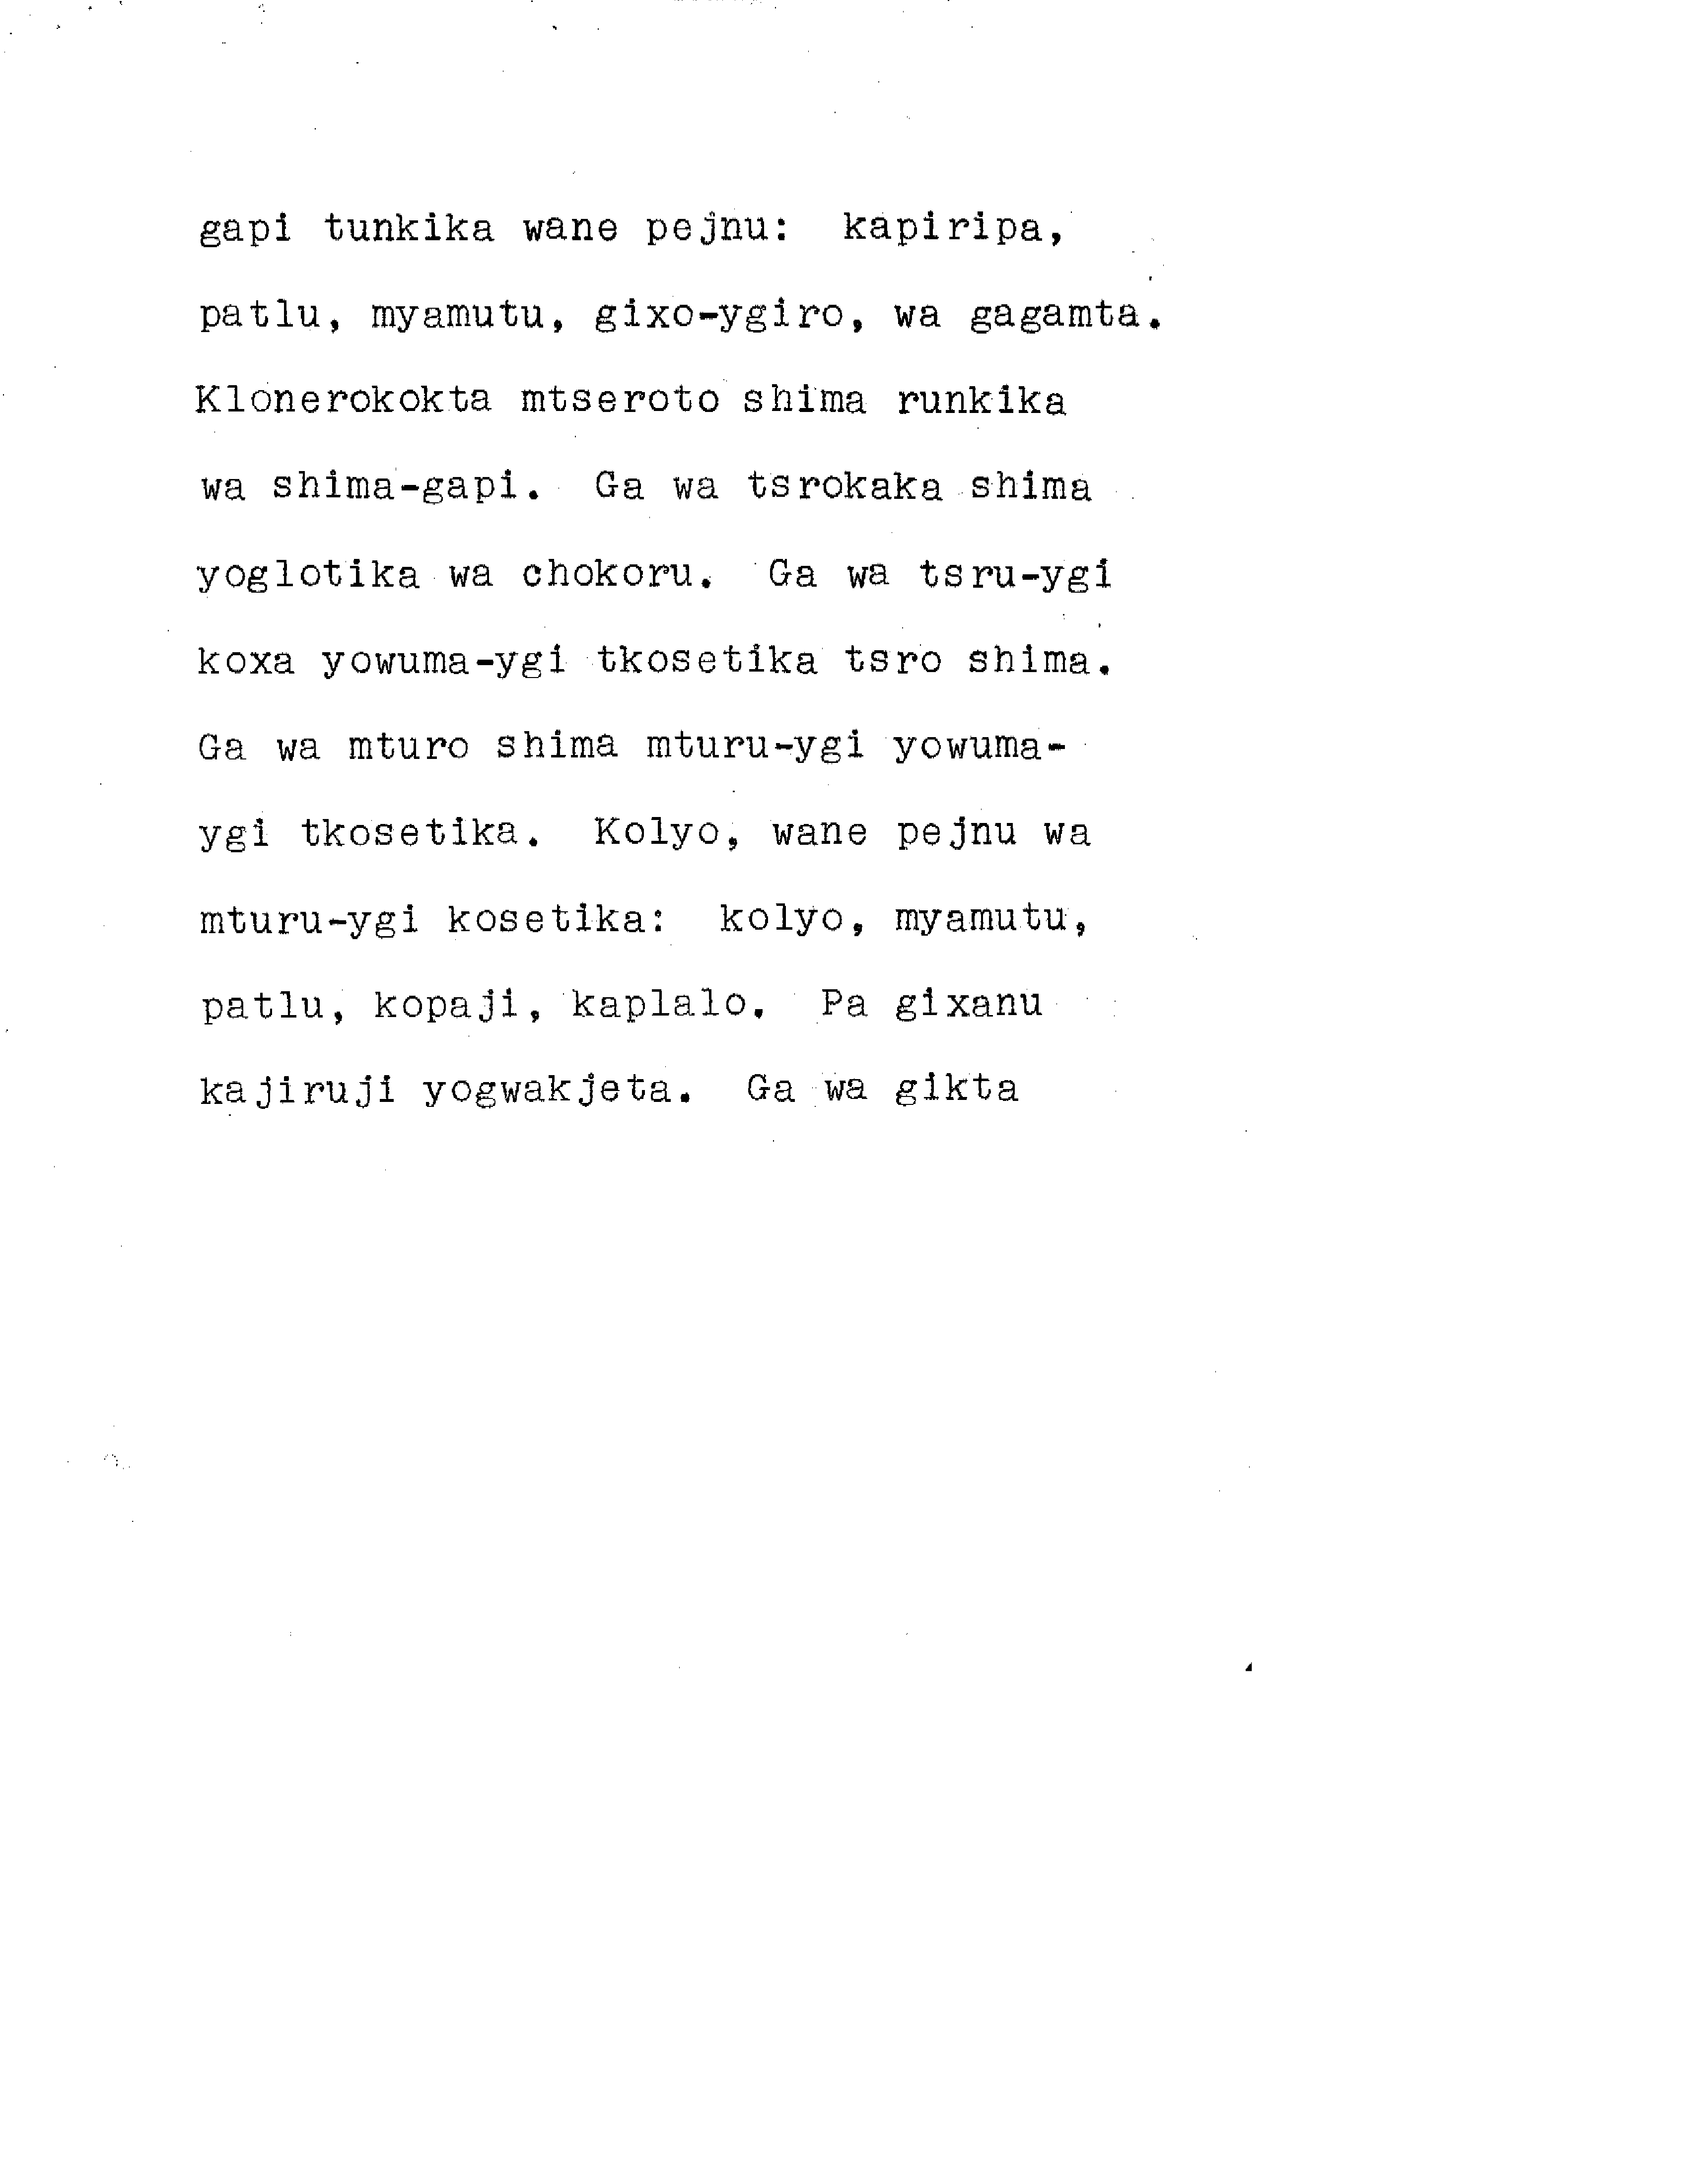 gapi tunkika wane pejnu: kapiripa,
patlu, myamutu, gixo-ygiro, wa gagamta.
Klonerokokta mtseroto shima runkika
wa shima-gapi. Ga wa tsrokaka shima
yoglotika wa chokoru. Ga wa tsru-ygi
koxa yowuma-ygi tkosetika tsro shima.
Ga wa mturo shima mturu-ygi yowuma-
ygi tkosetika. Kolyo, wane pejnu wa
mturu-ygi kosetika: kolyo, myamutu,
patlu, kopaji, kaplalo. Pa gixanu
kajiruji yogwakjeta. Ga wa gikta